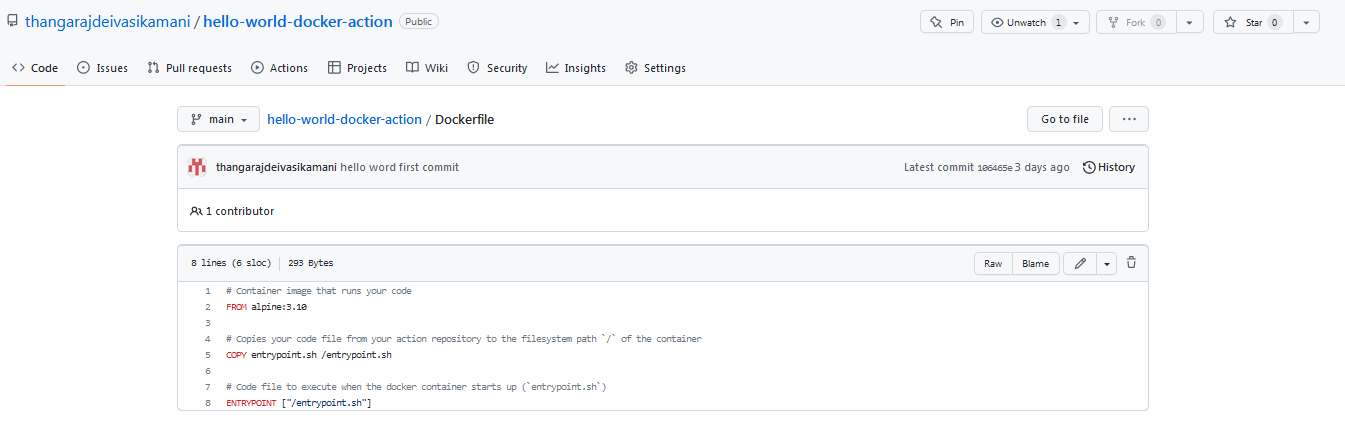 thangarajdeivasikamani / hello-world-docker-action Public
Pin Unwatch 1 Fork 0 Star 0
Code Issues Pull requests Actions Projects Wiki Security Insights Settings
main hello-world-docker-action / Dockerfile Go to file ...
thangarajdeivasikamani hello word first commit Latest commit 106465e 3 days ago History
1 contributor
8 lines (6 sloc) 293 Bytes Raw Blame
1 # Container image that runs your code
2 FROM alpine:3.10
3
4 # Copies your code file from your action repository to the filesystem path `/` of the container
5 COPY entrypoint.sh /entrypoint.sh
6
7 # Code file to execute when the docker container starts up (`entrypoint.sh`)
8 ENTRYPOINT ["/entrypoint.sh"]